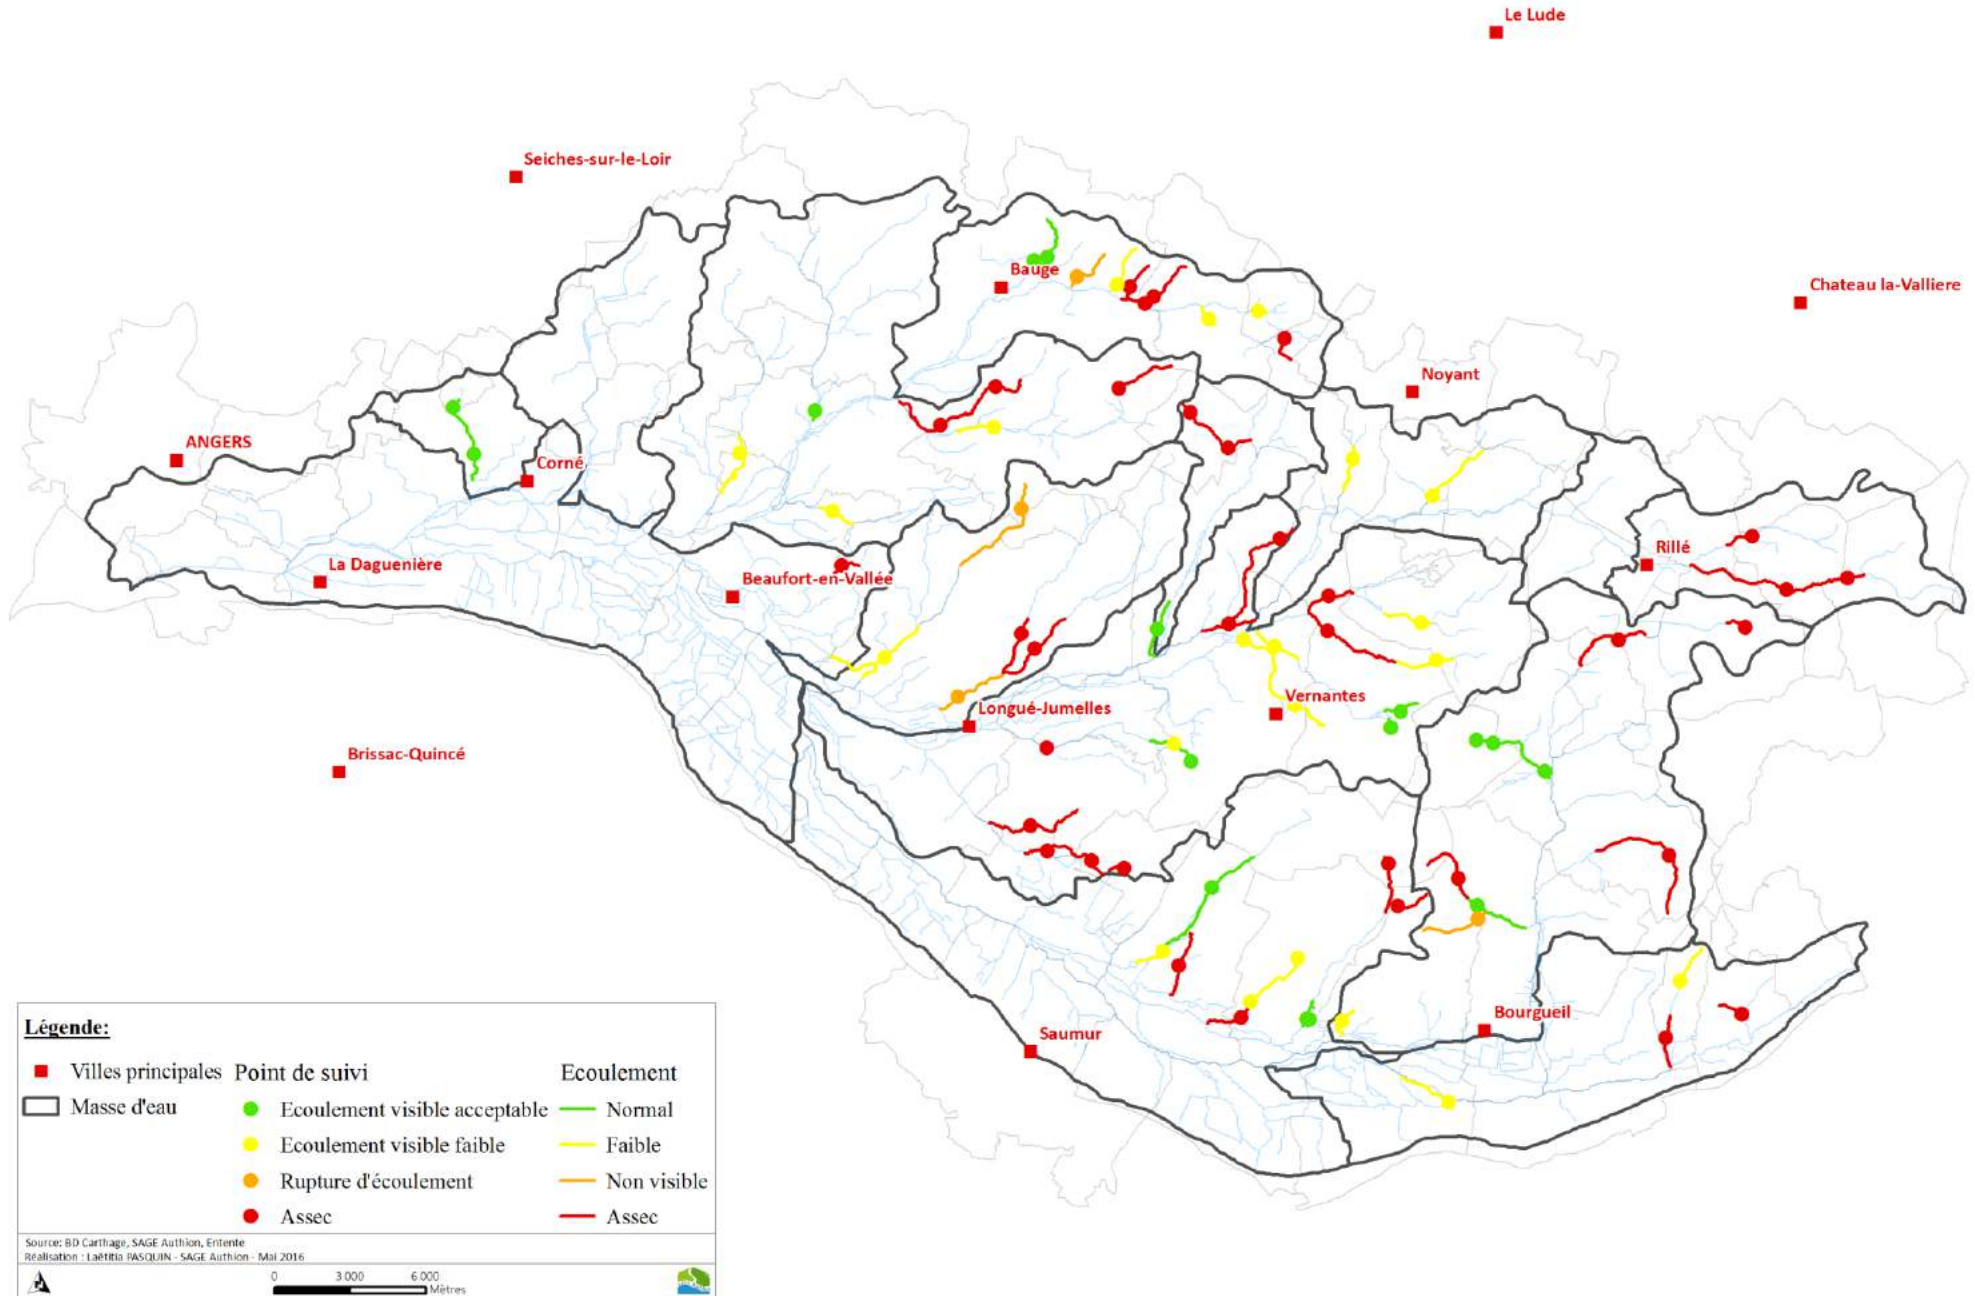 Le Lude
Seiches-sur-le-Loir
Bauge
Chateau la-Valliere
Noyant
ANGERS
Corné
Rillé
La Daguenière
Beaufort-en-Vallée
Vernantes
Longué-Jumelles
Brissac-Quincé
Bourgueil
Saumur
Légende:
Villes principales
Masse d'eau
Point de suivi
Ecoulement visible acceptable
Ecoulement visible faible
Rupture d'écoulement
Assec
Ecoulement
Normal
Faible
Non visible
Assec
Source: BD Carthage, SAGE Authion, Entente
Réalisation : Laëtitia PASQUIN - SAGE Authion - Mai 2016
0 3 000 6 000
Mètres